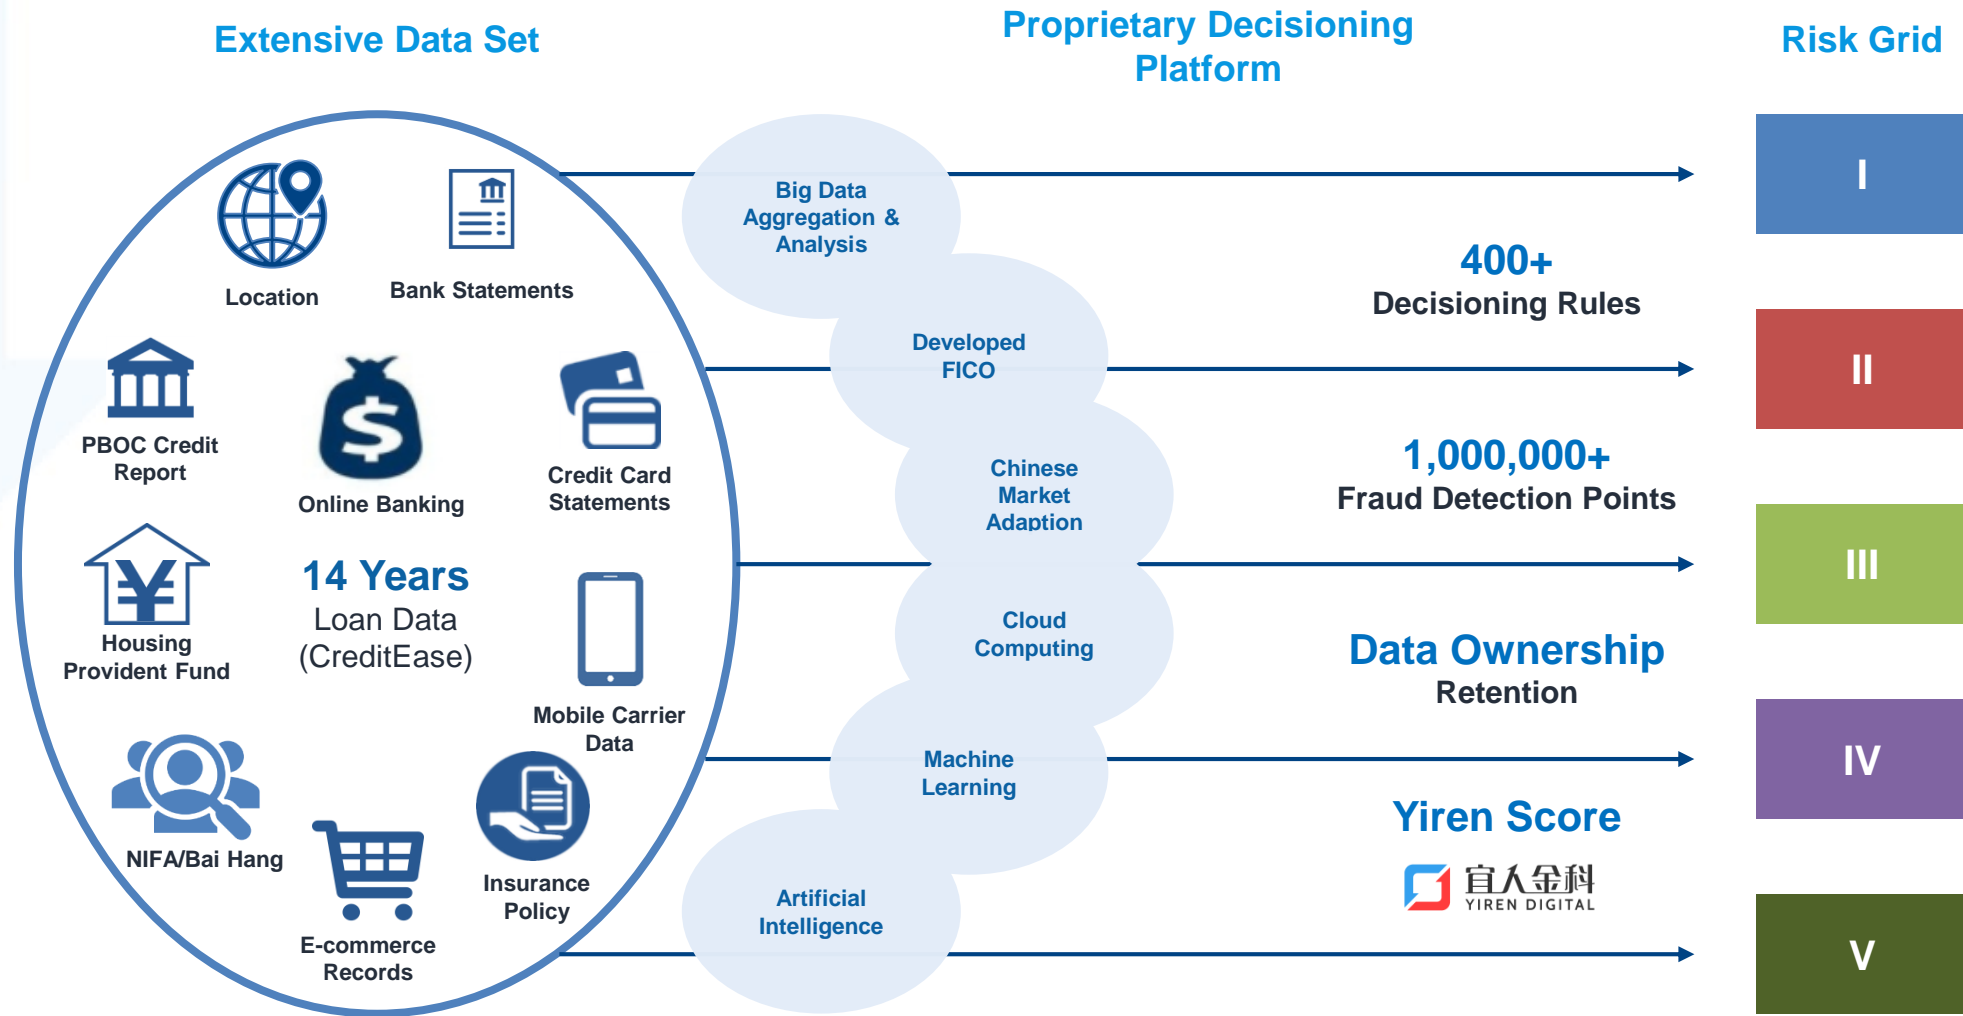 Extensive Data Set
Proprietary Decisioning
Platform
Risk Grid
Location
Bank Statements
PBOC Credit
Report
Online Banking
Credit Card
Statements
Housing
Provident Fund
14 Years
Loan Data
(CreditEase)
Mobile Carrier
Data
NIFA/Bai Hang
Insurance
Policy
E-commerce
Records
Big Data
Aggregation &
Analysis
Developed
FICO
Chinese
Market
Adaption
Cloud
Computing
Machine
Learning
Artificial
Intelligence
400+
Decisioning Rules
1,000,000+
Fraud Detection Points
Data Ownership
Retention
Yiren Score
宜人金科
YIREN DIGITAL
I
II
III
IV
V